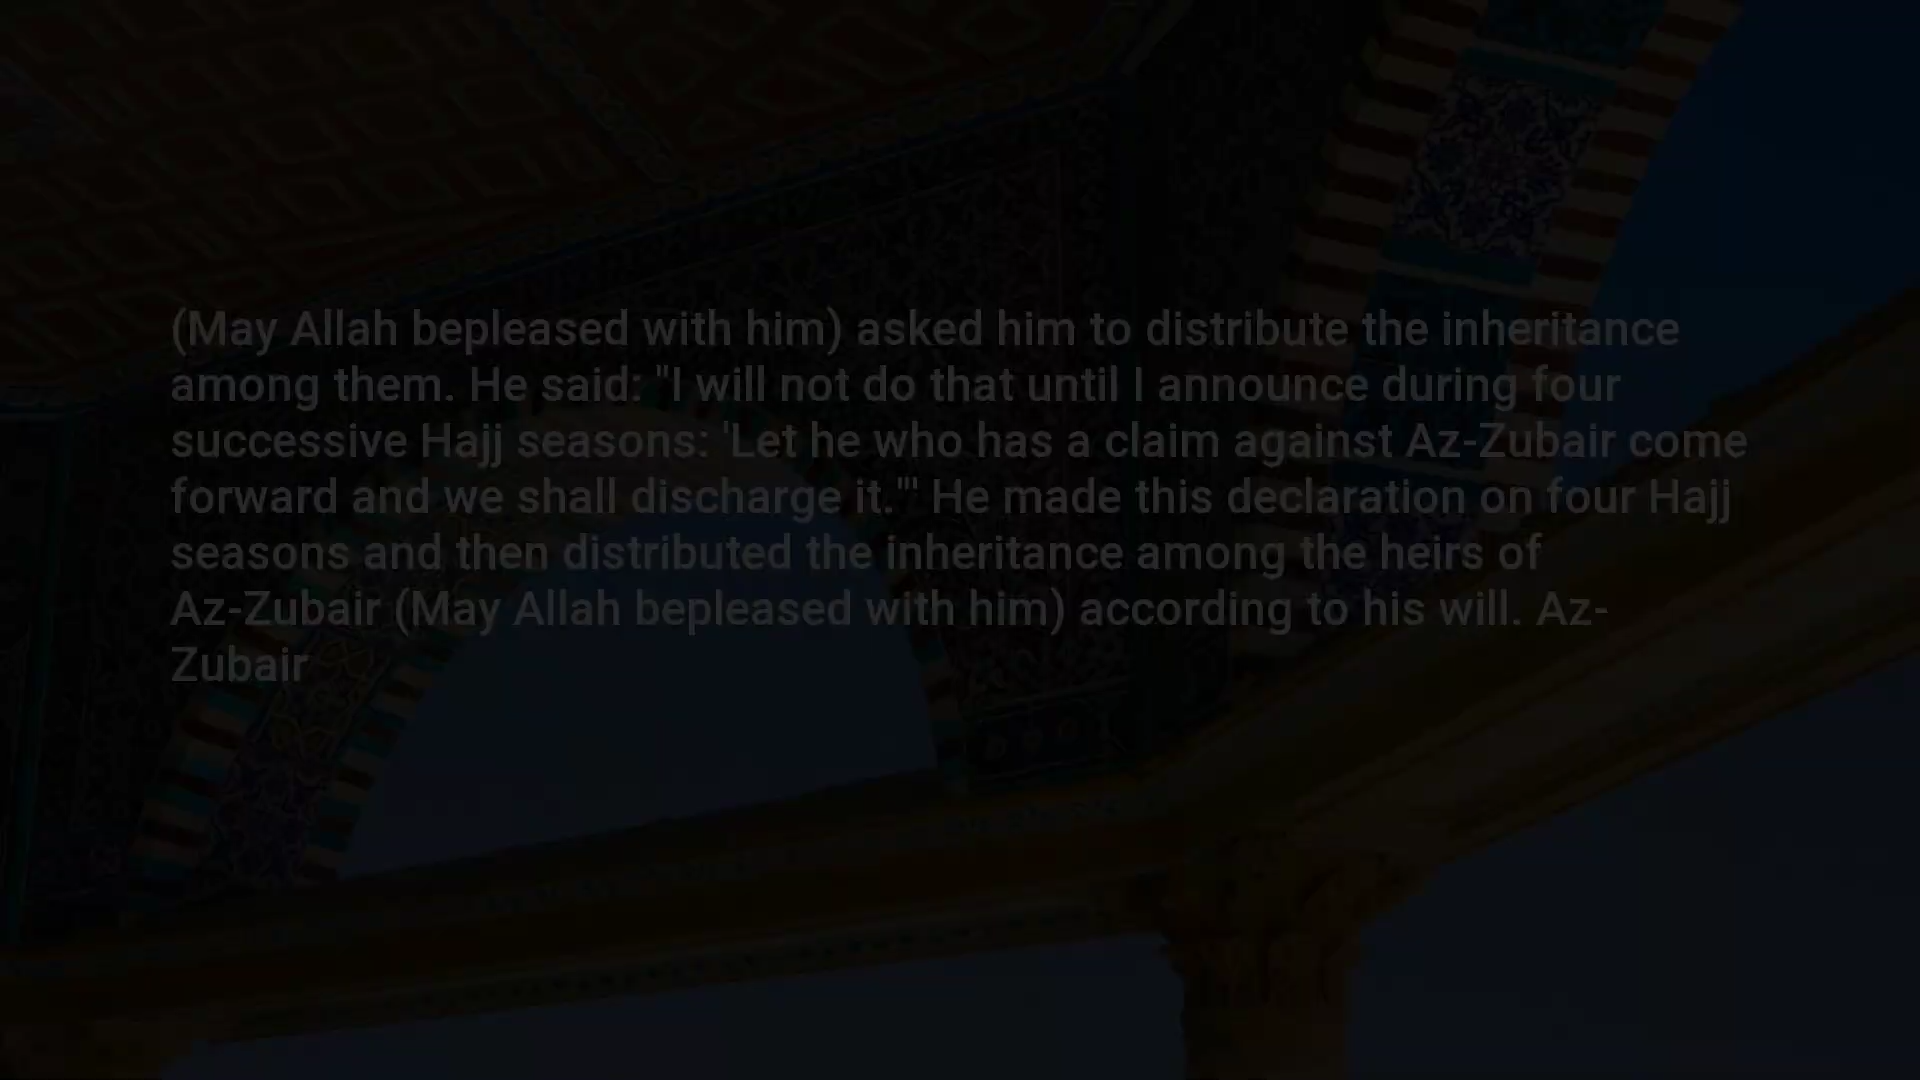 (May Allah bepleased with him) asked him to distribute the inheritance
among them. He said: "I will not do that until I announce during four
successive Hajj seasons: 'Let he who has a claim against Az-Zubair come
forward and we shall discharge it.'" He made this declaration on four Hajj
seasons and then distributed the inheritance among the heirs of
Az-Zubair (May Allah bepleased with him) according to his will. Az-
Zubair